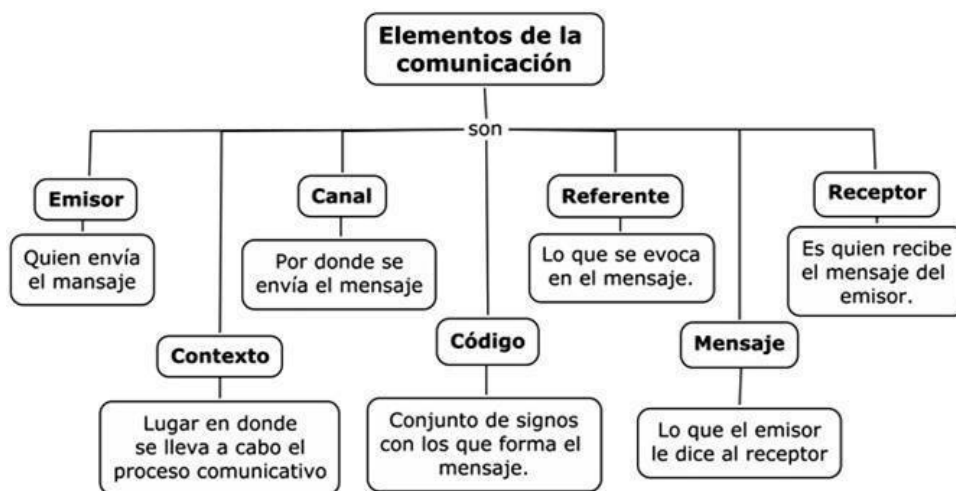 Elementos de la
comunicación
son
Emisor
Quien envía
el mansaje
Contexto
Lugar en donde
se lleva a cabo el
proceso comunicativo
Canal
Por donde se
envía el mensaje
Código
Conjunto de signos
con los que forma el
mensaje.
Referente
Lo que se evoca
en el mensaje.
Mensaje
Lo que el emisor
le dice al receptor
Receptor
Es quien recibe
el mensaje del
emisor.